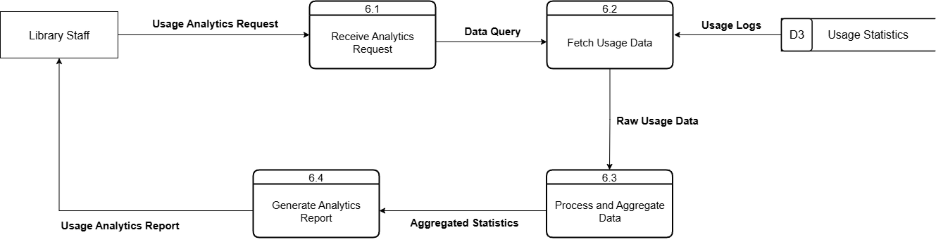 Library Staff
Usage Analytics Request
6.1
Receive Analytics
Request
Data Query
6.2
Fetch Usage Data
Usage Logs
D3
Usage Statistics
Raw Usage Data
6.3
Process and Aggregate
Data
Aggregated Statistics
6.4
Generate Analytics
Report
Usage Analytics Report